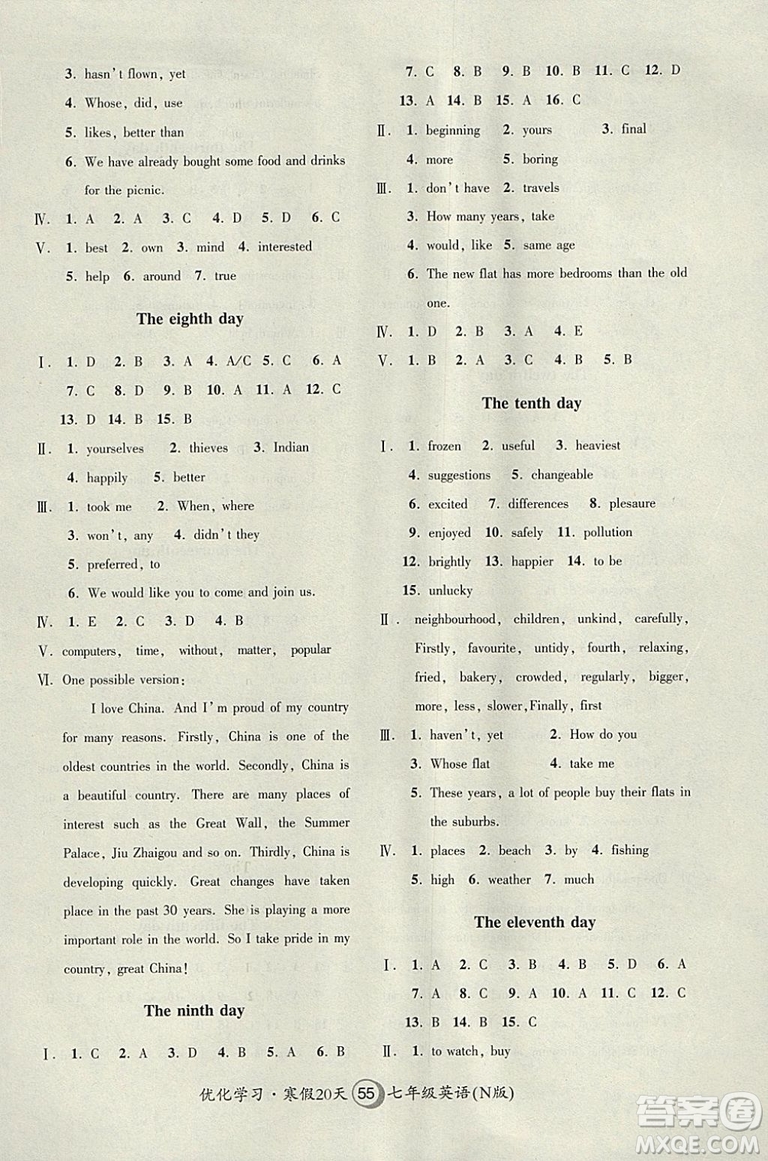 3. hasn't flown, yet
4. Whose, did, use
5. likes, better than
6. We have already bought some food and drinks
for the picnic.
Ⅳ. 1. A 2. A 3. C 4. C 5. D 6. C
Ⅴ. 1. best 2. own 3. mind 4. interested
5. help 6. around 7. true
The eighth day
Ⅰ. 1. D 2. B 3. A 4. A/C 5. C 6. A
7. C 8. D 9. B 10. A 11. A 12. C
13. D 14. B 15. B
Ⅱ. 1. yourselves 2. thieves 3. Indian
4. happily 5. better
Ⅲ. 1. took me 2. When, where
3. won't, any 4. didn't they
5. preferred, to
6. We would like you to come and join us.
Ⅳ. 1. E 2. C 3. D 4. B
Ⅴ. computers, time, without, matter, popular
Ⅵ. One possible version:
I love China. And I'm proud of my country
for many reasons. Firstly, China is one of the
oldest countries in the world. Secondly, China is
a beautiful country. There are many places of
interest such as the Great Wall, the Summer
Palace, Jiu Zhaigou and so on. Thirdly, China is
developing quickly. Great changes have taken
place in the past 30 years. She is playing a more
important role in the world. So I take pride in my
country, great China!
The ninth day
Ⅰ. 1. C 2. A 3. D 4. C 5. A 6. B
7. C 8. B 9. B 10. B 11. C 12. D
13. A 14. B 15. A 16. C
Ⅱ. 1. beginning 2. yours 3. final
4. more 5. boring
Ⅲ. 1. don't have 2. travels
3. How many years, take
4. would, like 5. same age
6. The new flat has more bedrooms than the old
one.
Ⅳ. 1. D 2. B 3. A 4. E
Ⅴ. 1. B 2. A 3. C 4. B 5. B
The tenth day
Ⅰ. 1. frozen 2. useful 3. heaviest
4. suggestions 5. changeable
6. excited 7. differences 8. plesaure
9. enjoyed 10. safely 11. pollution
12. brightly 13. happier 14. to be
15. unlucky
Ⅱ. neighbourhood, children, unkind, carefully,
Firstly, favourite, untidy, fourth, relaxing,
fried, bakery, crowded, regularly, bigger,
more, less, slower,Finally, first
Ⅲ. 1. haven't, yet 2. How do you
3. Whose flat 4. take me
5. These years, a lot of people buy their flats in
the suburbs.
Ⅳ. 1. places 2. beach 3. by 4. fishing
5. high 6. weather 7. much
The eleventh day
Ⅰ. 1. A 2. C 3. B 4. C 5. D 6. A
7. C 8. C 9. D 10. B 11. A 12. A
13. B 14. B 15. C
Ⅱ. 1. to watch, buy
优化学习·寒假20天 55 七年级英语(N版)
答案圈
MXQE.COM